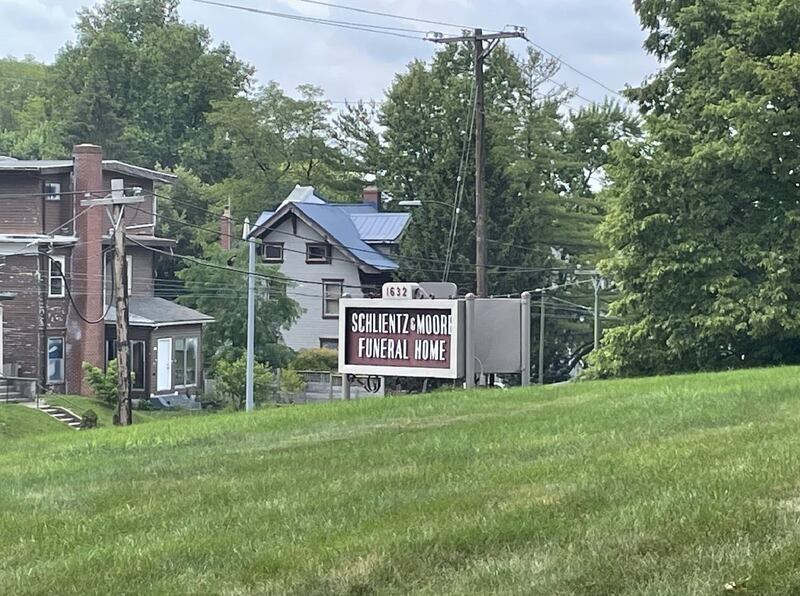 1632
SCHLIENTZ & MOORE
FUNERAL HOME